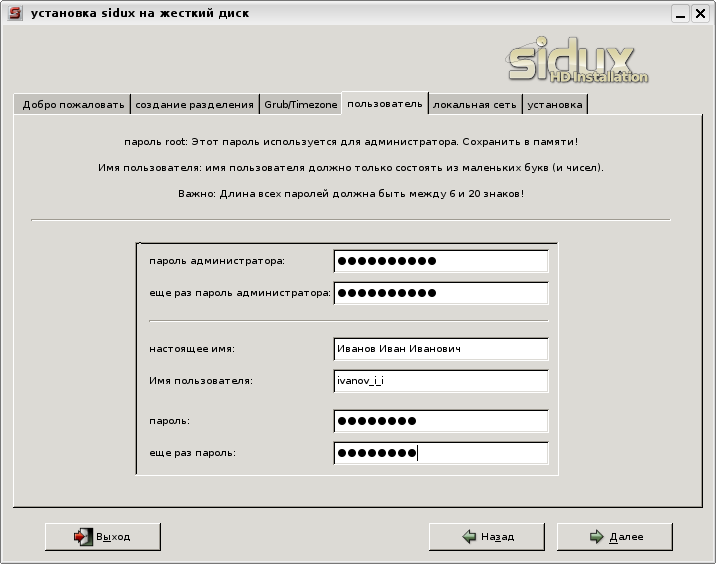 установка sidux на жесткий диск
sidux
HD-Installation
Добро пожаловать создание разделения Grub/Timezone пользователь локальная сеть установка
пароль root: Этот пароль используется для администратора. Сохранить в памяти!
Имя пользователя: имя пользователя должно только состоять из маленьких букв (и чисел).
Важно: Длина всех паролей должна быть между 6 и 20 знаков!
пароль администратора: ●●●●●●●●●●
еще раз пароль администратора: ●●●●●●●●●●
настоящее имя: Иванов Иван Иванович
Имя пользователя: ivanov_i_i
пароль: ●●●●●●●●
еще раз пароль: ●●●●●●●●
Выход Назад Далее